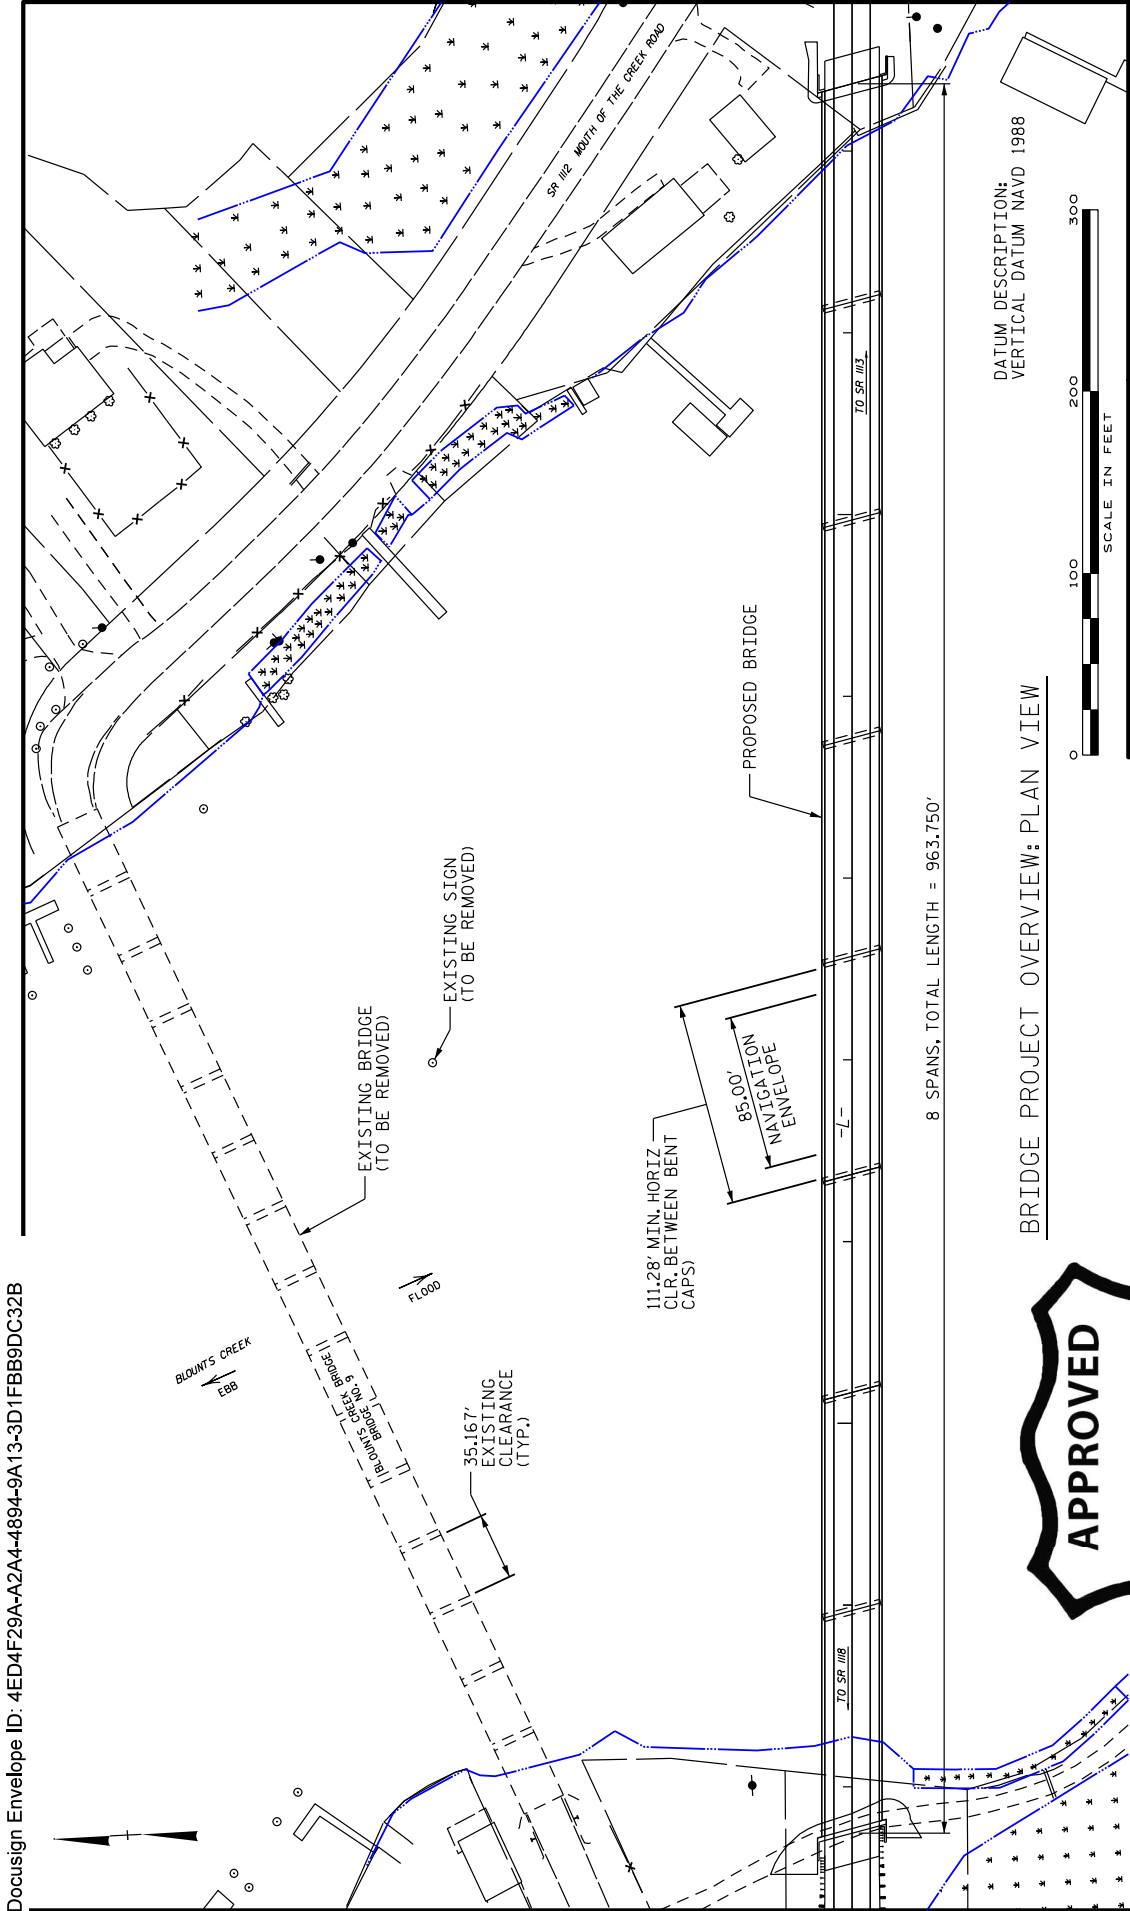 Docusign Envelope ID: 4ED4F29A-A2A4-4894-9A13-3D1FBB9DC32B
BLOUNTS CREEK
EBB
FLOOD
BLOUNTS CREEK BRIDGE
BRIDGE NO. 9
EXISTING BRIDGE
(TO BE REMOVED)
EXISTING SIGN
(TO BE REMOVED)
35.167'
EXISTING
CLEARANCE
(TYP.)
SR 1112 MOUTH OF THE CREEK ROAD
111.28' MIN. HORIZ
CLR. BETWEEN BENT
CAPS)
85.00'
NAVIGATION
ENVELOPE
PROPOSED BRIDGE
TO SR 1118
-L-
TO SR 1113
8 SPANS, TOTAL LENGTH = 963.750'
DATUM DESCRIPTION:
VERTICAL DATUM NAVD 1988
BRIDGE PROJECT OVERVIEW: PLAN VIEW
0 100 200 300
SCALE IN FEET
APPROVED